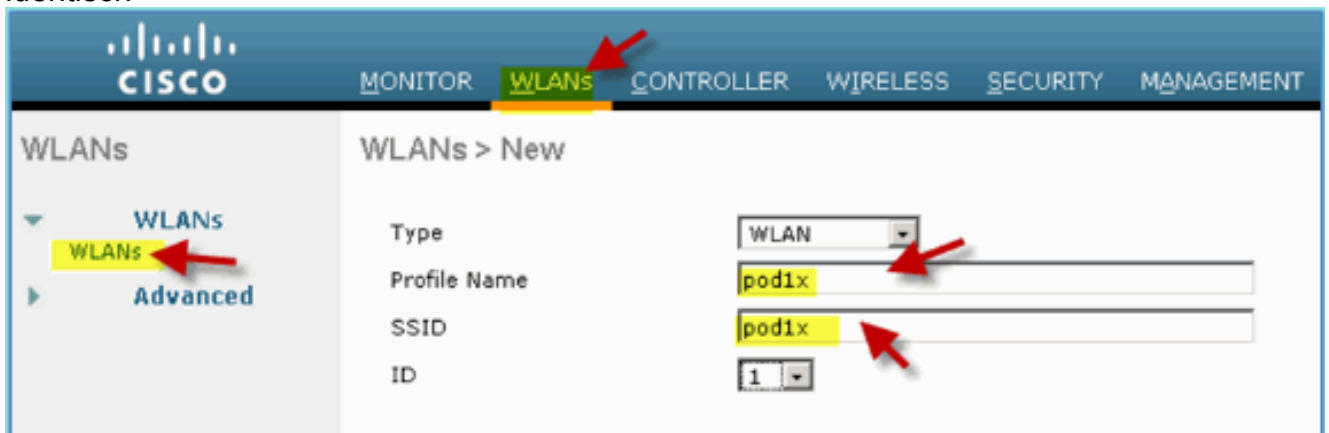 CISCO
MONITOR WLANs CONTROLLER WIRELESS SECURITY MANAGEMENT
WLANs
WLANs > New
WLANs
WLANs
Advanced
Type WLAN
Profile Name pod1x
SSID pod1x
ID 1